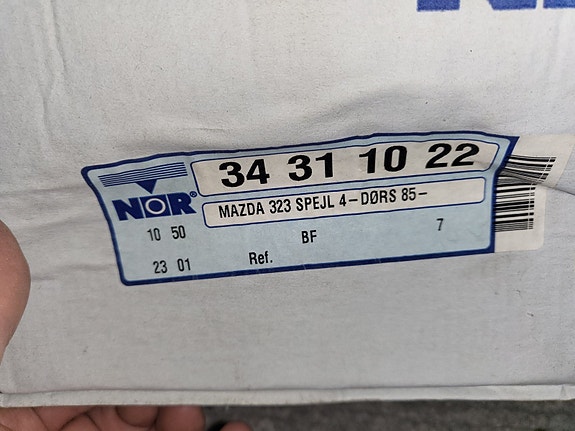 34 31 10 22
NOR®
MAZDA 323 SPEJL 4-DØRS 85-
10 50 BF 7
23 01 Ref.